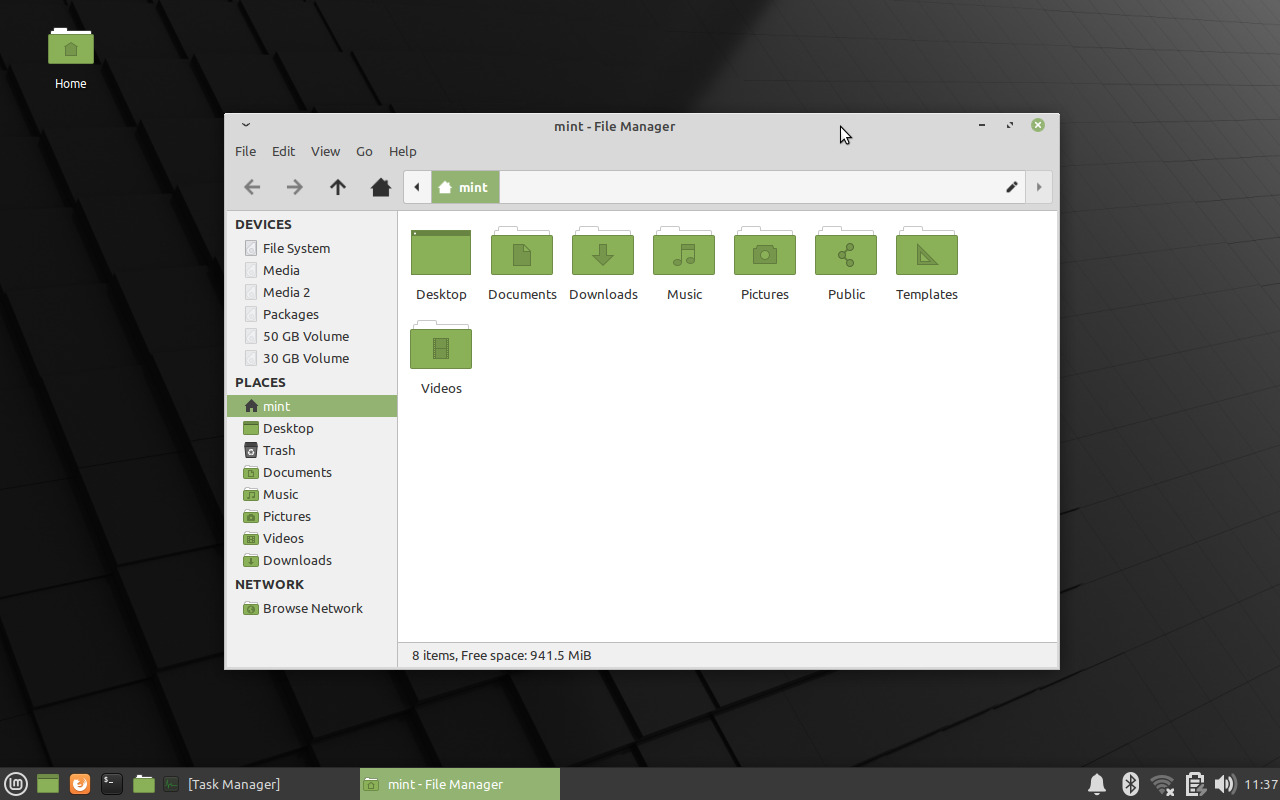 Home
mint - File Manager
File Edit View Go Help
mint
DEVICES
File System
Media
Media 2
Packages
50 GB Volume
30 GB Volume
PLACES
mint
Desktop
Trash
Documents
Music
Pictures
Videos
Downloads
NETWORK
Browse Network
Desktop Documents Downloads Music Pictures Public Templates
Videos
8 items, Free space: 941.5 MiB
[Task Manager] mint - File Manager 11:37